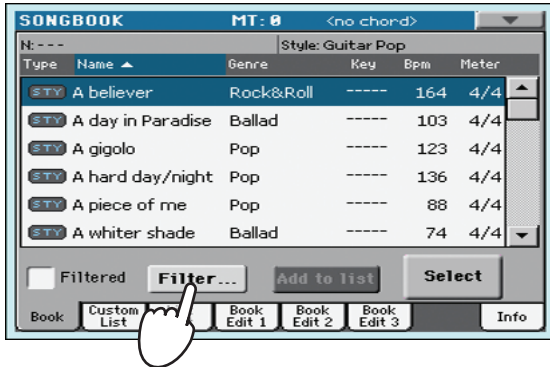 SONGBOOK MT: 0 <no chord>
N: --- Style: Guitar Pop
Type Name Genre Key Bpm Meter
STY A believer Rock&Roll ----- 164 4/4
STY A day in Paradise Ballad ----- 103 4/4
STY A gigolo Pop ----- 123 4/4
STY A hard day/night Pop ----- 136 4/4
STY A piece of me Pop ----- 88 4/4
STY A whiter shade Ballad ----- 74 4/4
Filtered Filter... Add to list Select
Book Custom List Book Edit 1 Book Edit 2 Book Edit 3 Info